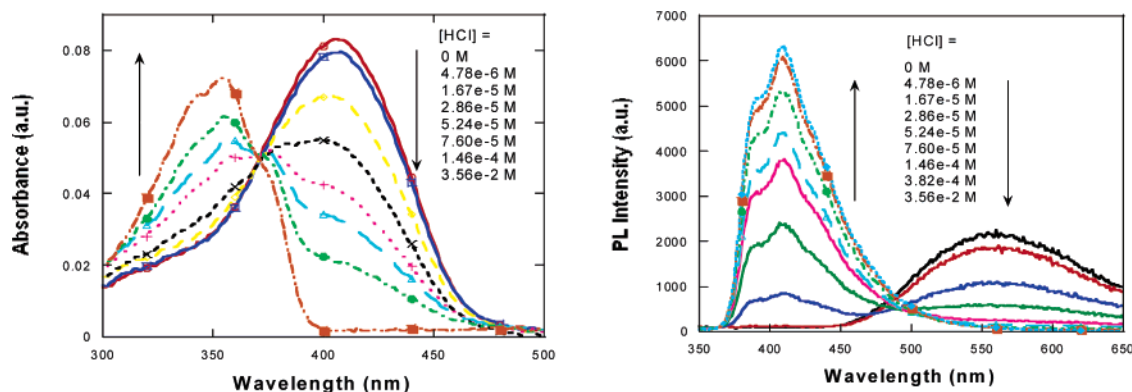 0.08
0.06
0.04
0.02
0
300
350
400
450
500
Absorbance (a.u.)
Wavelength (nm)
[HCl] =
0 M
4.78e-6 M
1.67e-5 M
2.86e-5 M
5.24e-5 M
7.60e-5 M
1.46e-4 M
3.56e-2 M
7000
6000
5000
4000
3000
2000
1000
0
350
400
450
500
550
600
650
PL Intensity (a.u.)
Wavelength (nm)
[HCl] =
0 M
4.78e-6 M
1.67e-5 M
2.86e-5 M
5.24e-5 M
7.60e-5 M
1.46e-4 M
3.82e-4 M
3.56e-2 M